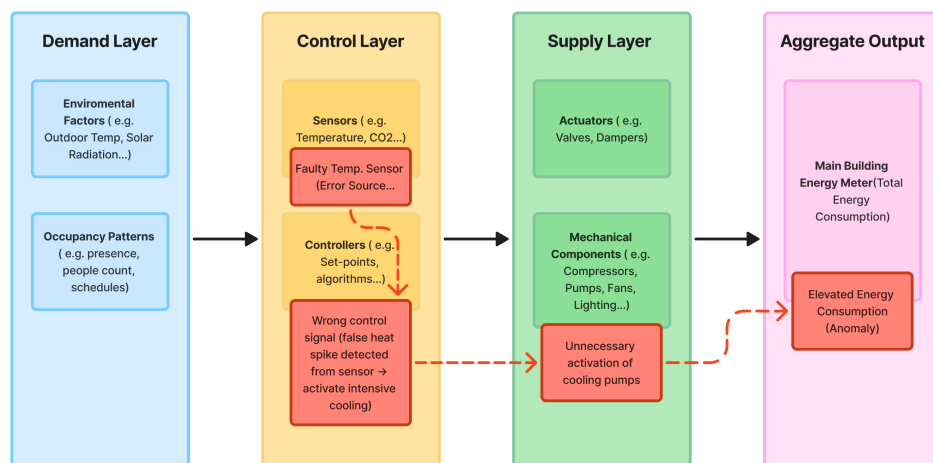 Demand Layer
Enviromental
Factors ( e.g.
Outdoor Temp, Solar
Radiation...)
Occupancy Patterns
( e.g. presence,
people count,
schedules)
Control Layer
Sensors ( e.g.
Temperature, CO2...)
Faulty Temp. Sensor
(Error Source...
Controllers ( e.g.
Set-points,
algorithms...)
Wrong control
signal (false heat
spike detected
from sensor →
activate intensive
cooling)
Supply Layer
Actuators ( e.g.
Valves, Dampers)
Mechanical
Components ( e.g.
Compressors,
Pumps, Fans,
Lighting...)
Unnecessary
activation of
cooling pumps
Aggregate Output
Main Building
Energy Meter(Total
Energy
Consumption)
Elevated Energy
Consumption
(Anomaly)